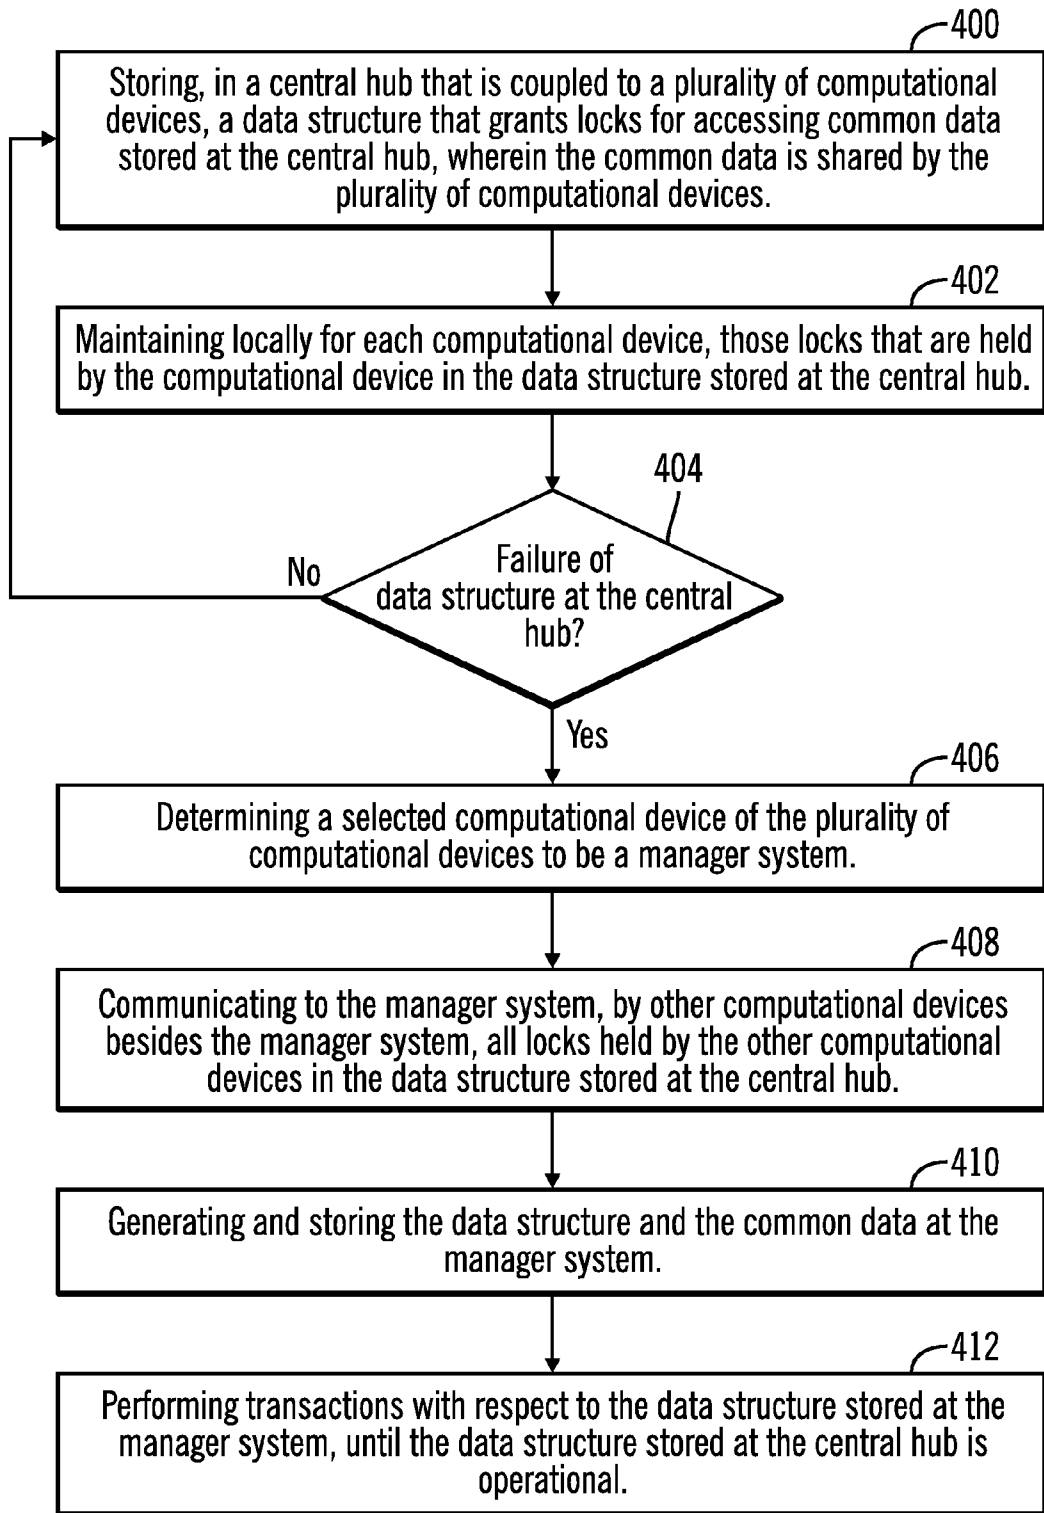 400
Storing, in a central hub that is coupled to a plurality of computational
devices, a data structure that grants locks for accessing common data
stored at the central hub, wherein the common data is shared by the
plurality of computational devices.
402
Maintaining locally for each computational device, those locks that are held
by the computational device in the data structure stored at the central hub.
404
Failure of
data structure at the central
hub?
No
Yes
406
Determining a selected computational device of the plurality of
computational devices to be a manager system.
408
Communicating to the manager system, by other computational devices
besides the manager system, all locks held by the other computational
devices in the data structure stored at the central hub.
410
Generating and storing the data structure and the common data at the
manager system.
412
Performing transactions with respect to the data structure stored at the
manager system, until the data structure stored at the central hub is
operational.